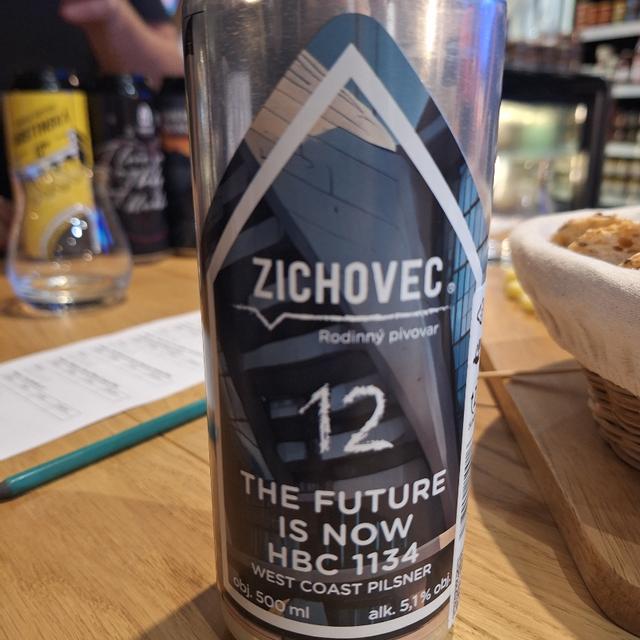 ZICHOVEC®
Rodinný pivovar
12
THE FUTURE
IS NOW
HBC 1134
WEST COAST PILSNER
obj. 500 ml alk. 5,1% obj.